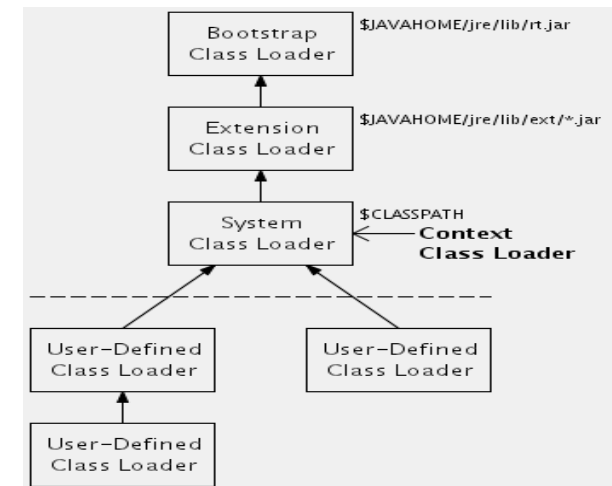 Bootstrap
Class Loader
$JAVAHOME/jre/lib/rt.jar
Extension
Class Loader
$JAVAHOME/jre/lib/ext/*.jar
System
Class Loader
$CLASSPATH
Context
Class Loader
User-Defined
Class Loader
User-Defined
Class Loader
User-Defined
Class Loader